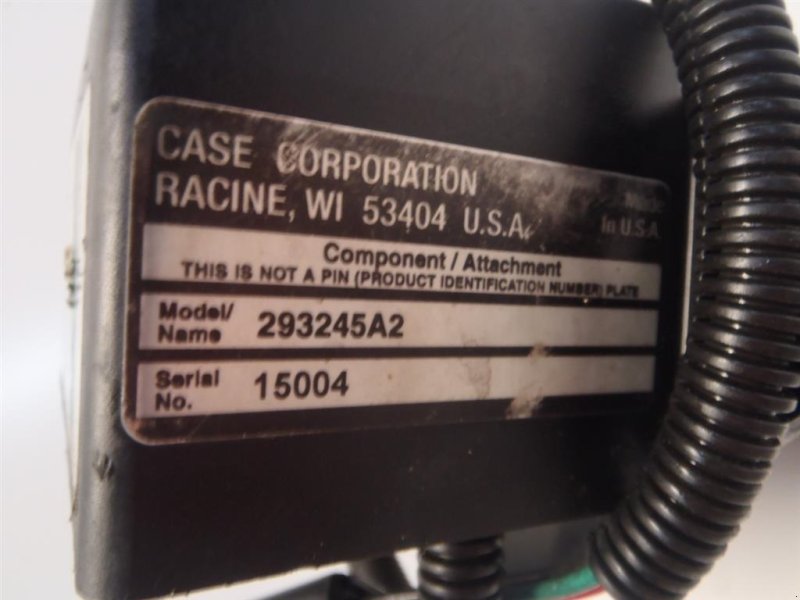 CASE CORPORATION
RACINE, WI 53404 U.S.A.
Made
In U.S.A.
Component / Attachment
THIS IS NOT A PIN (PRODUCT IDENTIFICATION NUMBER) PLATE
Model/
Name 293245A2
Serial
No. 15004